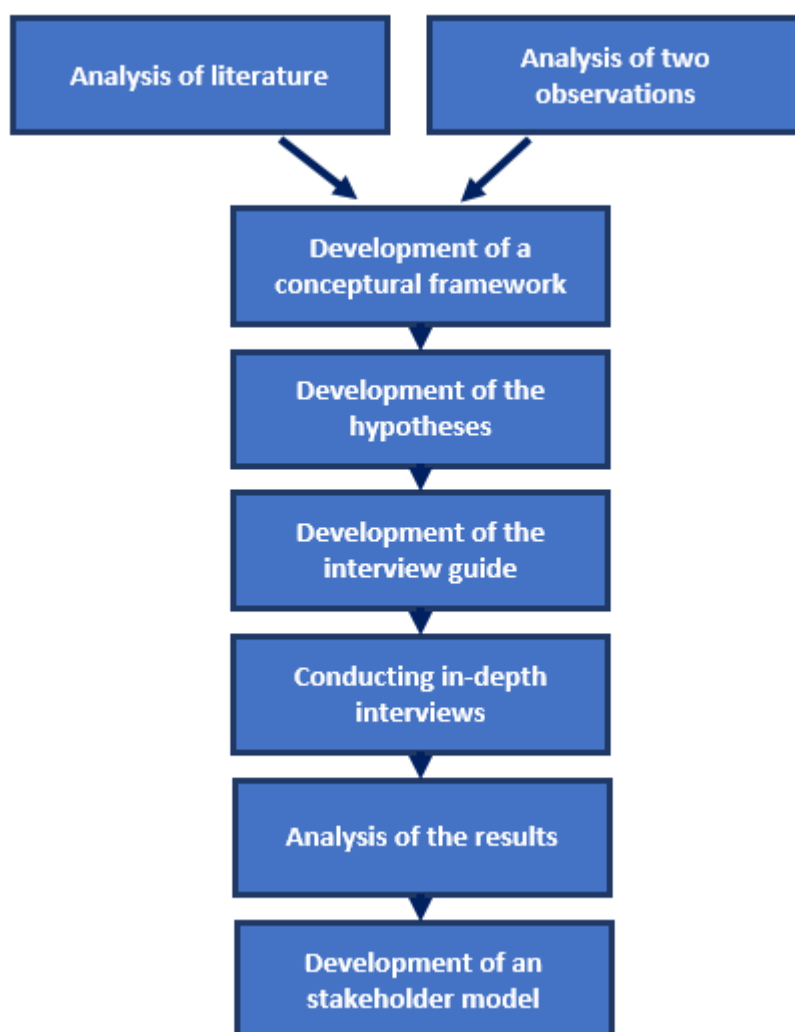 Analysis of literature
Analysis of two
observations
Development of a
conceptural framework
Development of the
hypotheses
Development of the
interview guide
Conducting in-depth
interviews
Analysis of the results
Development of an
stakeholder model